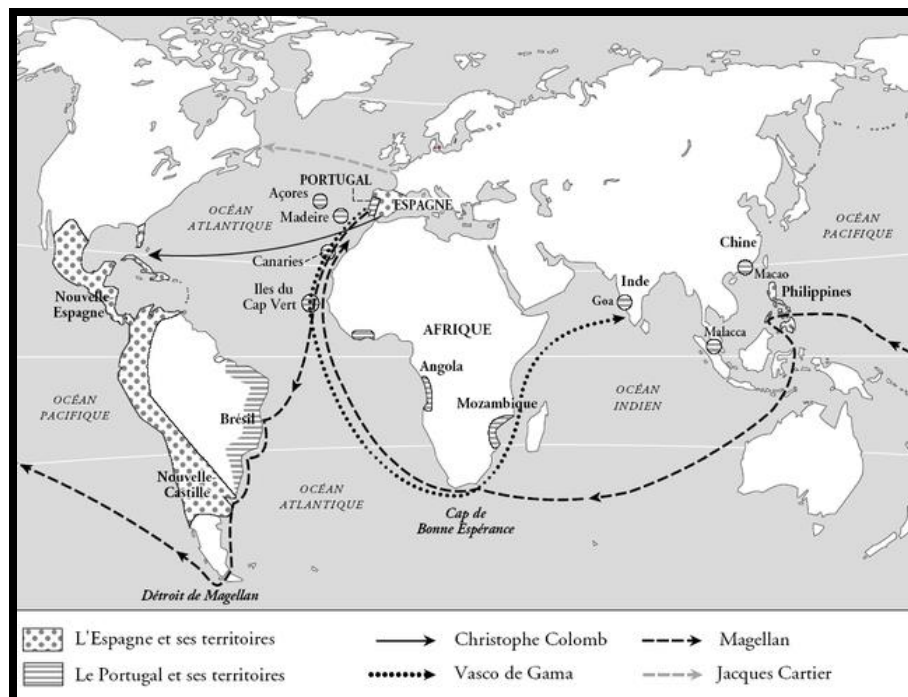 PORTUGAL
Açores
ESPAGNE
Madeire
OCÉAN
ATLANTIQUE
OCÉAN
PACIFIQUE
Chine
Canaries
Macao
Inde
Nouvelle
Espagne
Iles du
Cap Vert
Philippines
Goa
AFRIQUE
Malacca
Angola
OCÉAN
PACIFIQUE
Mozambique
OCÉAN
INDIEN
Brésil
Nouvelle-
Castille
OCÉAN
ATLANTIQUE
Cap de
Bonne Espérance
Détroit de Magellan
L'Espagne et ses territoires
Christophe Colomb
Magellan
Le Portugal et ses territoires
Vasco de Gama
Jacques Cartier